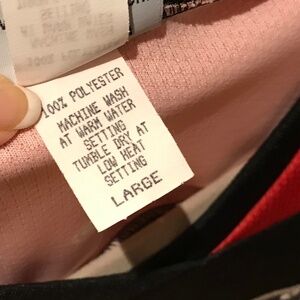 100% POLYESTER
MACHINE WASH
AT WARM WATER
SETTING
TUMBLE DRY AT
LOW HEAT
SETTING
LARGE